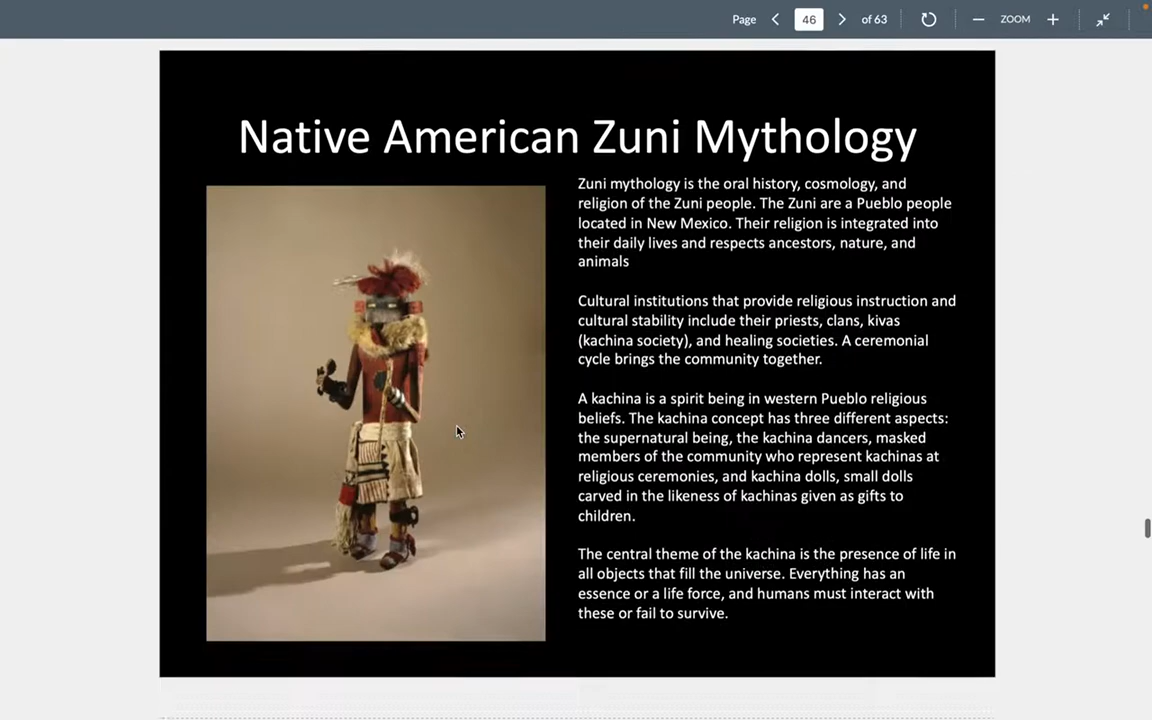 Page 46 of 63 ZOOM
Native American Zuni Mythology
Zuni mythology is the oral history, cosmology, and
religion of the Zuni people. The Zuni are a Pueblo people
located in New Mexico. Their religion is integrated into
their daily lives and respects ancestors, nature, and
animals
Cultural institutions that provide religious instruction and
cultural stability include their priests, clans, kivas
(kachina society), and healing societies. A ceremonial
cycle brings the community together.
A kachina is a spirit being in western Pueblo religious
beliefs. The kachina concept has three different aspects:
the supernatural being, the kachina dancers, masked
members of the community who represent kachinas at
religious ceremonies, and kachina dolls, small dolls
carved in the likeness of kachinas given as gifts to
children.
The central theme of the kachina is the presence of life in
all objects that fill the universe. Everything has an
essence or a life force, and humans must interact with
these or fail to survive.